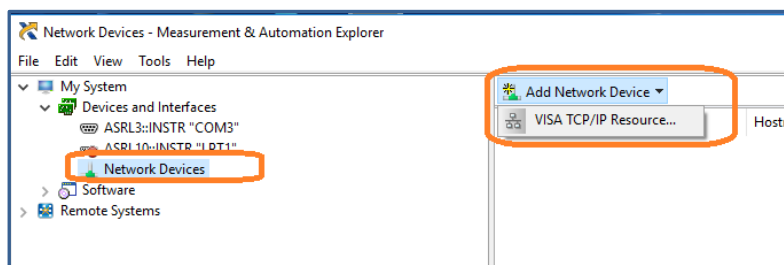 Network Devices - Measurement & Automation Explorer
File Edit View Tools Help
My System
Devices and Interfaces
ASRL3::INSTR "COM3"
ASRL10::INSTR "LPT1"
Network Devices
Software
Remote Systems
Add Network Device
VISA TCP/IP Resource...